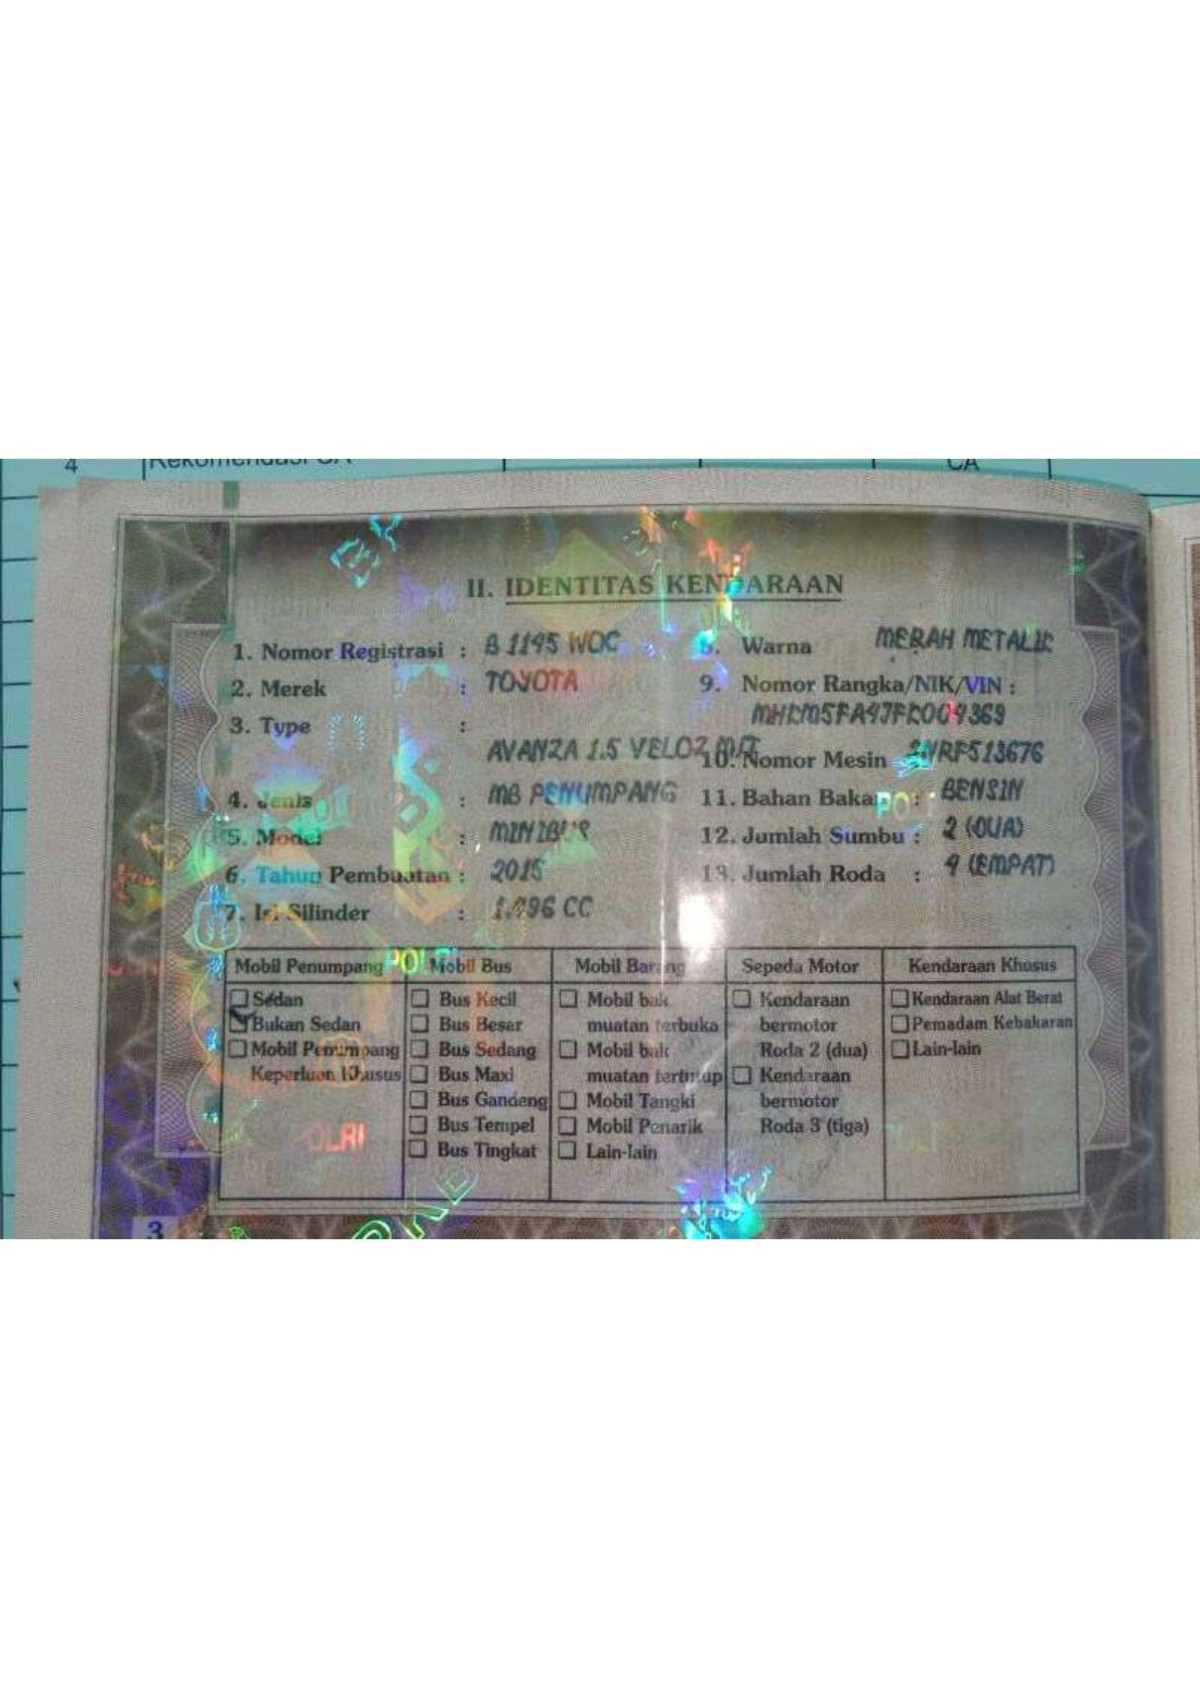 4 Rekomendasi CA CA
II. IDENTITAS KENDARAAN
1. Nomor Registrasi : B 1195 WOC
2. Merek : TOYOTA
3. Type :
AVANZA 1.5 VELOZ M/T
4. Jenis : MB PENUMPANG
5. Model : MINIBUS
6. Tahun Pembuatan : 2015
7. Isi Silinder : 1.496 CC
8. Warna MERAH METALIK
9. Nomor Rangka/NIK/VIN :
MHKM5FA4JFK004369
10. Nomor Mesin
11. Bahan Bakar : BENSIN
12. Jumlah Sumbu : 2 (DUA)
13. Jumlah Roda : 4 (EMPAT)
Mobil Penumpang
Sedan
Bukan Sedan
Mobil Penumpang
Keperluan Khusus
Mobil Bus
Bus Kecil
Bus Besar
Bus Sedang
Bus Maxi
Bus Gandeng
Bus Tempel
Bus Tingkat
Mobil Barang
Mobil bak
muatan terbuka
Mobil bak
muatan tertutup
Mobil Tangki
Mobil Penarik
Lain-lain
Sepeda Motor
Kendaraan
bermotor
Roda 2 (dua)
Kendaraan
bermotor
Roda 3 (tiga)
Kendaraan Khusus
Kendaraan Alat Berat
Pemadam Kebakaran
Lain-lain
3